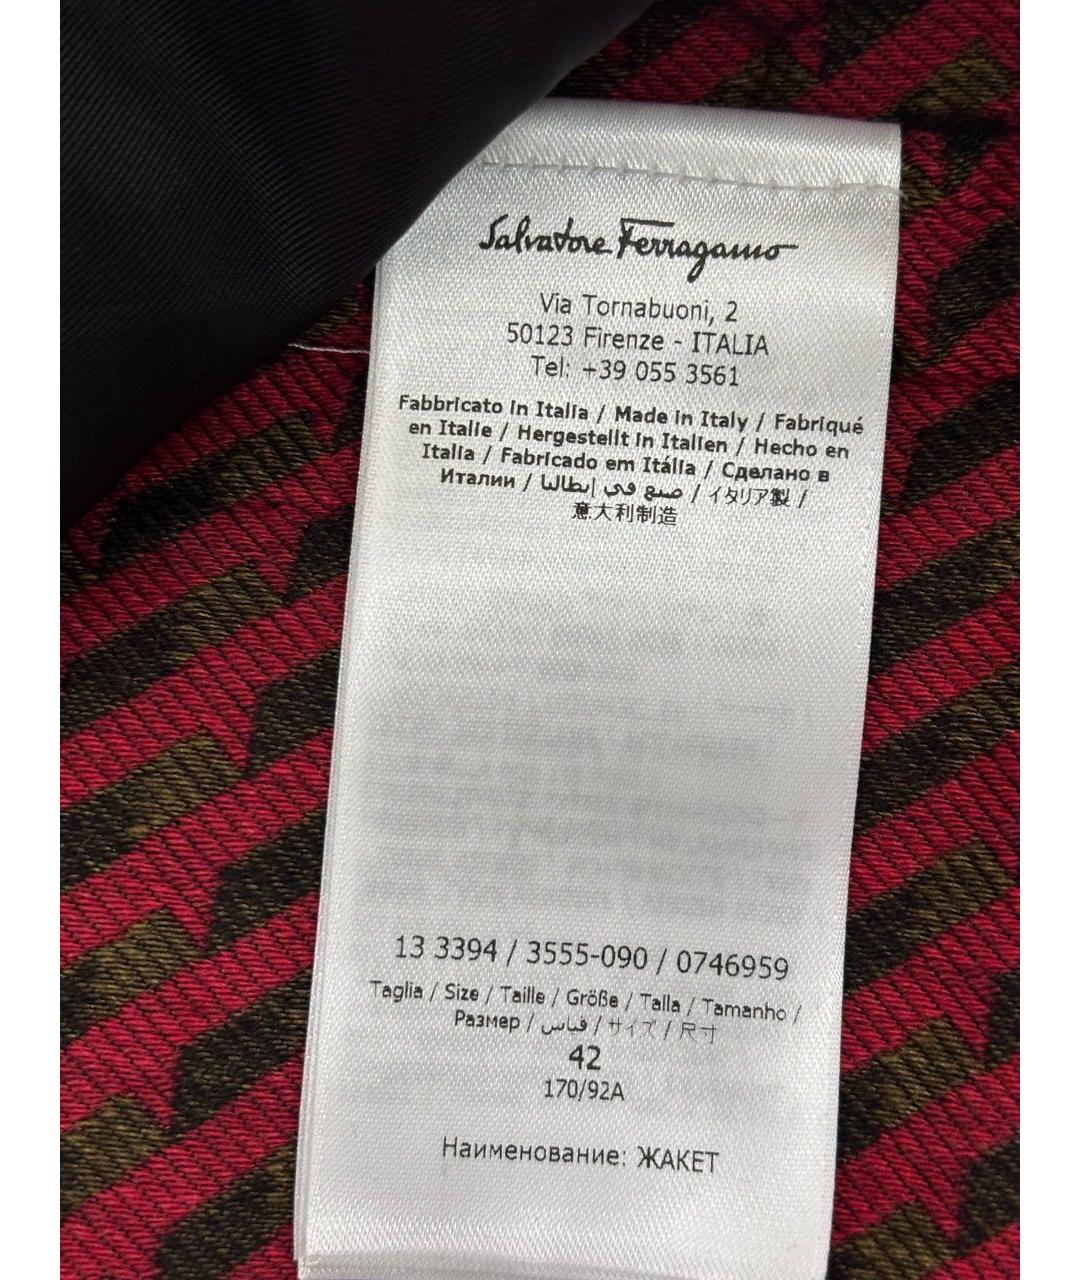 Salvatore Ferragamo
Via Tornabuoni, 2
50123 Firenze - ITALIA
Tel: +39 055 3561
Fabbricato in Italia / Made in Italy / Fabriqué
en Italie / Hergestellt in Italien / Hecho en
Italia / Fabricado em Itália / Сделано в
Италии / صنع في إيطاليا / イタリア製 /
意大利制造
13 3394 / 3555-090 / 0746959
Taglia / Size / Taille / Größe / Talla / Tamanho /
Размер / قياس / サイズ / 尺寸
42
170/92A
Наименование: ЖАКЕТ